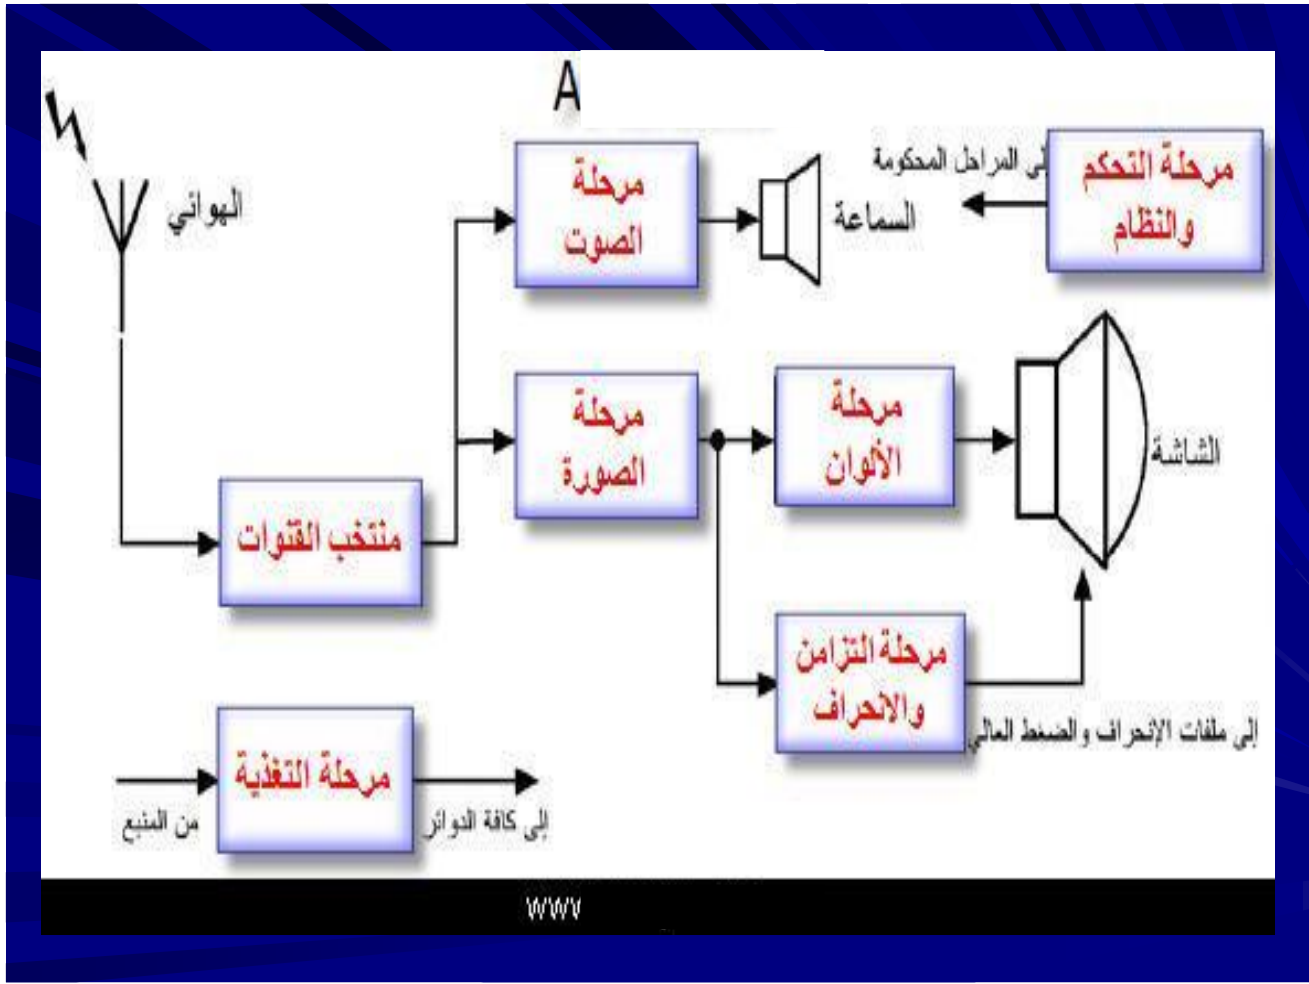 A
مرحلة التحكم
والنظام
إلى المراحل المحكومة
السماعة
مرحلة
الصوت
الهوائي
الشاشة
مرحلة
الألوان
مرحلة
الصورة
منتخب القنوات
مرحلة التزامن
والانحراف
إلى ملفات الإنحراف والضغط العالي
إلى كافة الدوائر
مرحلة التغذية
من المنبع